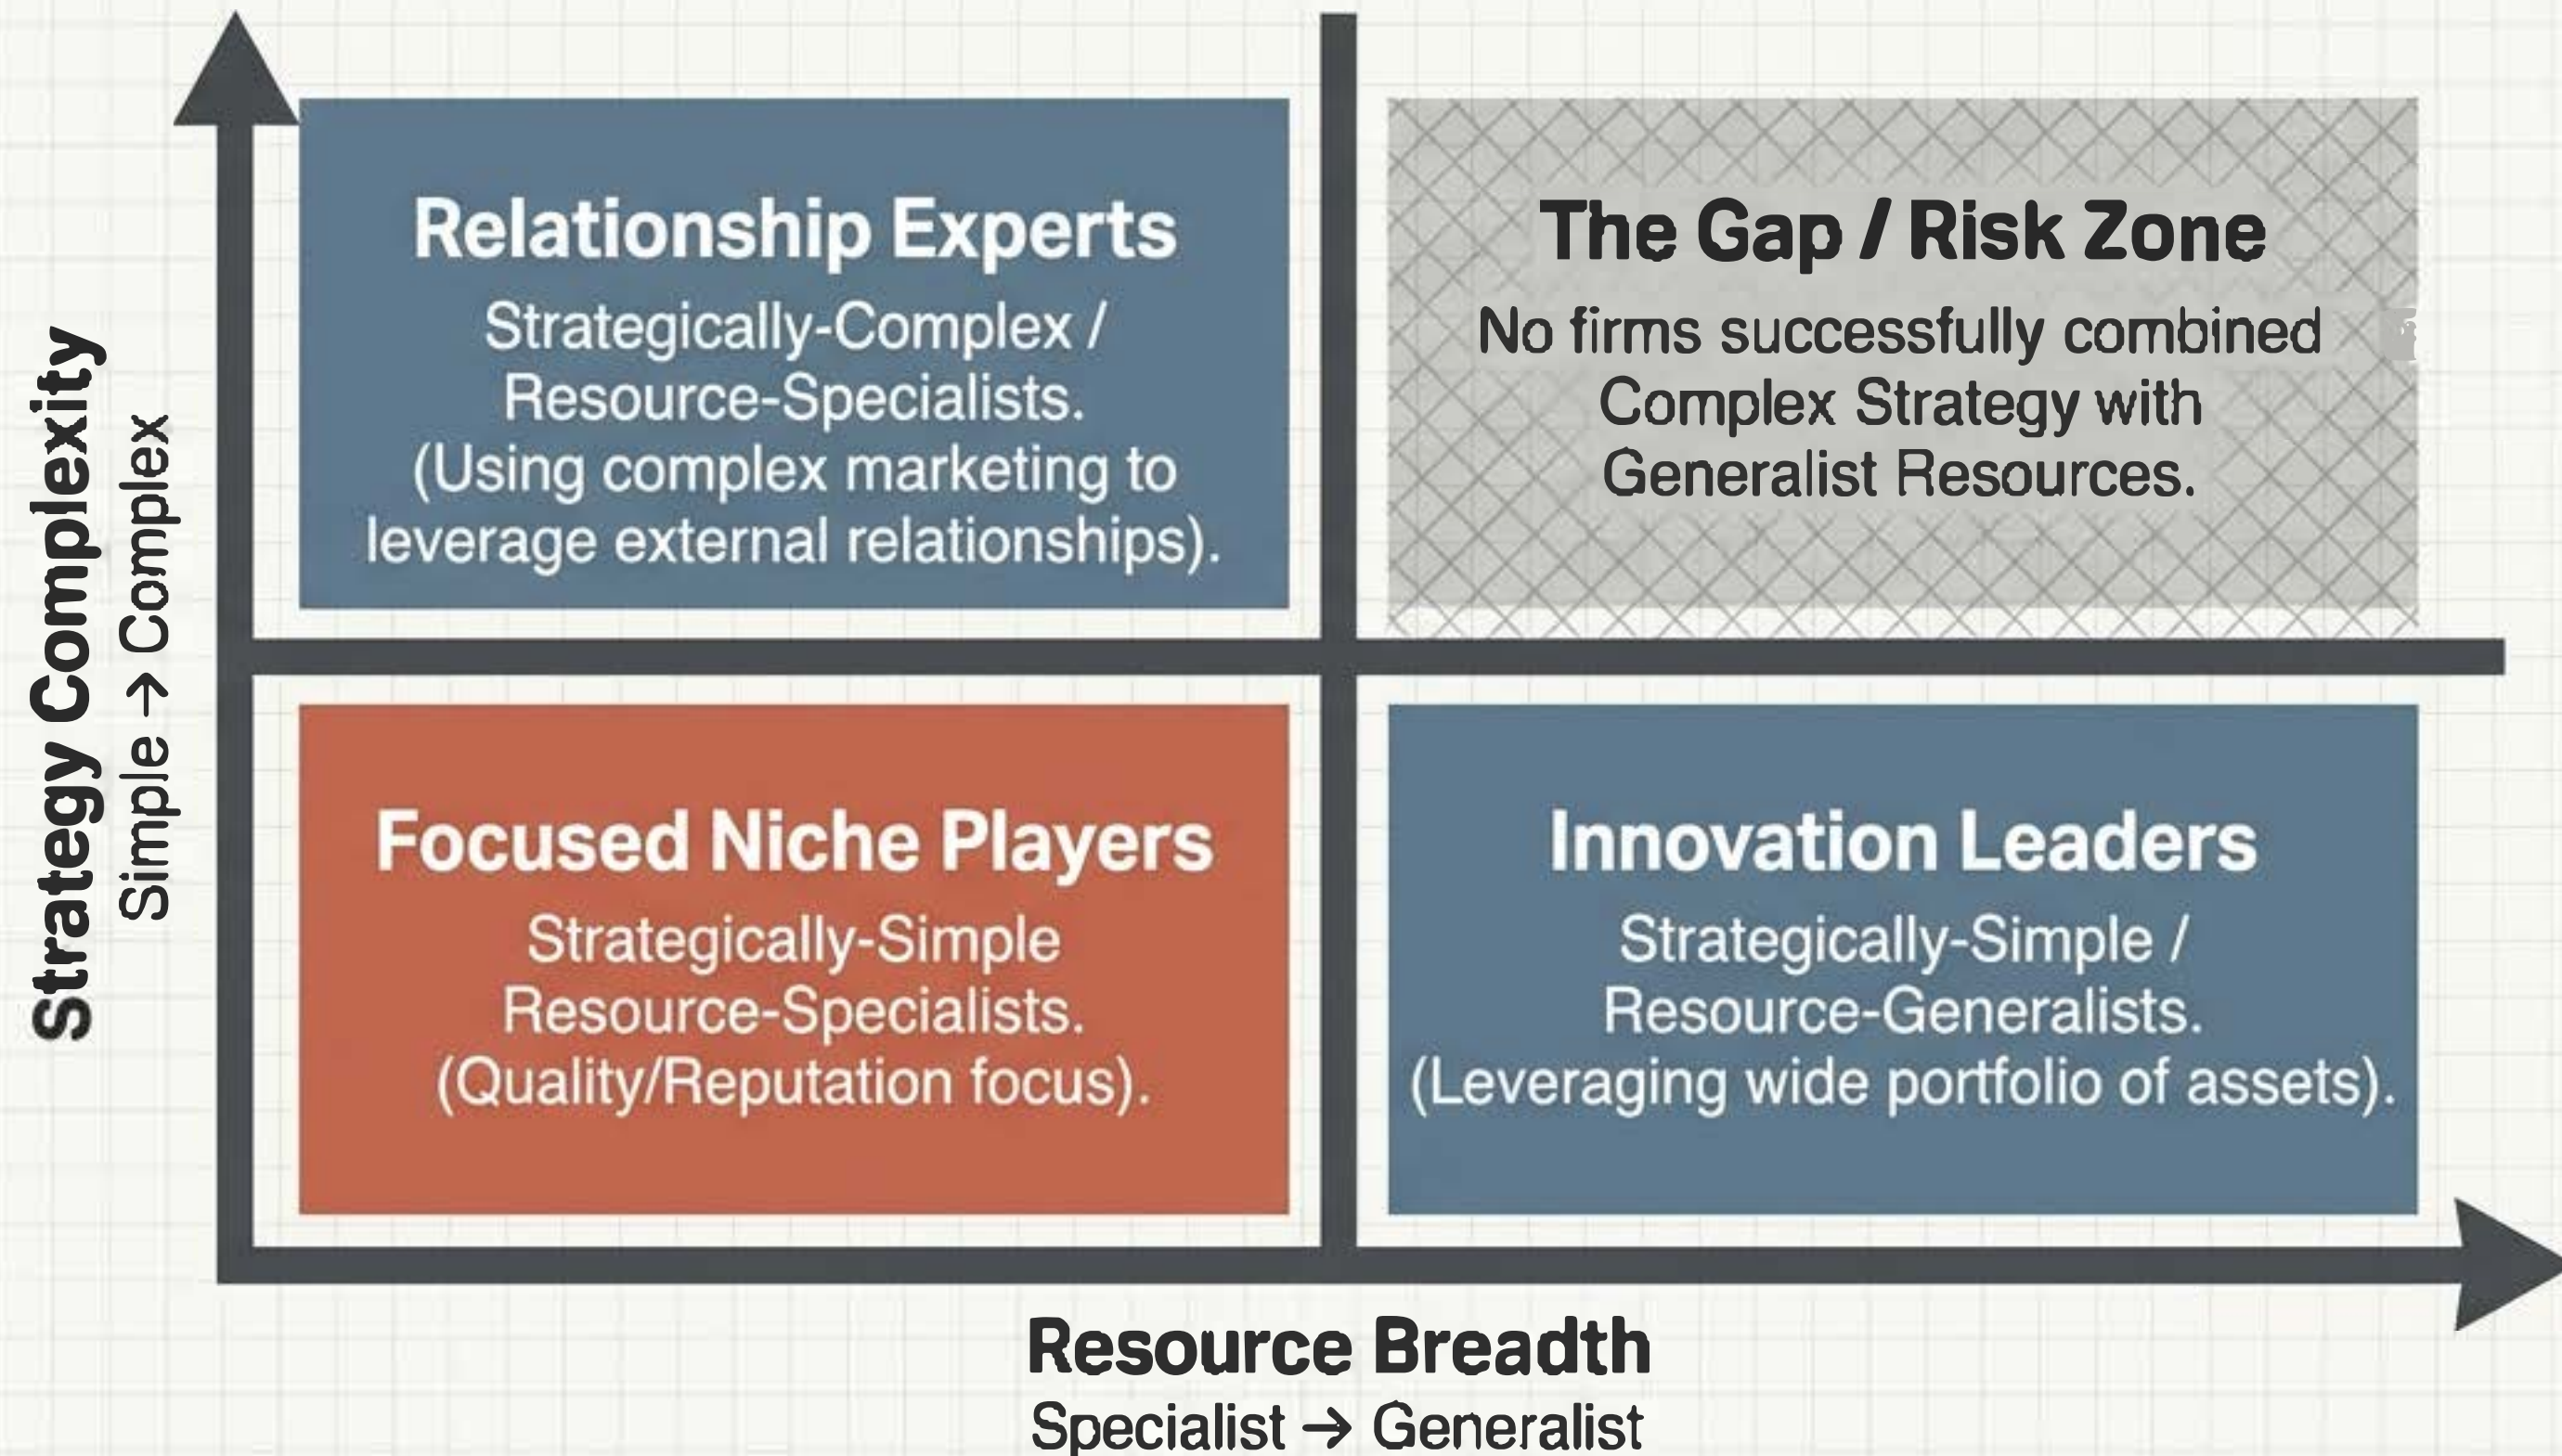 Strategy Complexity
Simple → Complex
Relationship Experts
Strategically-Complex /
Resource-Specialists.
(Using complex marketing to
leverage external relationships).
The Gap / Risk Zone
No firms successfully combined
Complex Strategy with
Generalist Resources.
Focused Niche Players
Strategically-Simple
Resource-Specialists.
(Quality/Reputation focus).
Innovation Leaders
Strategically-Simple /
Resource-Generalists.
(Leveraging wide portfolio of assets).
Resource Breadth
Specialist → Generalist